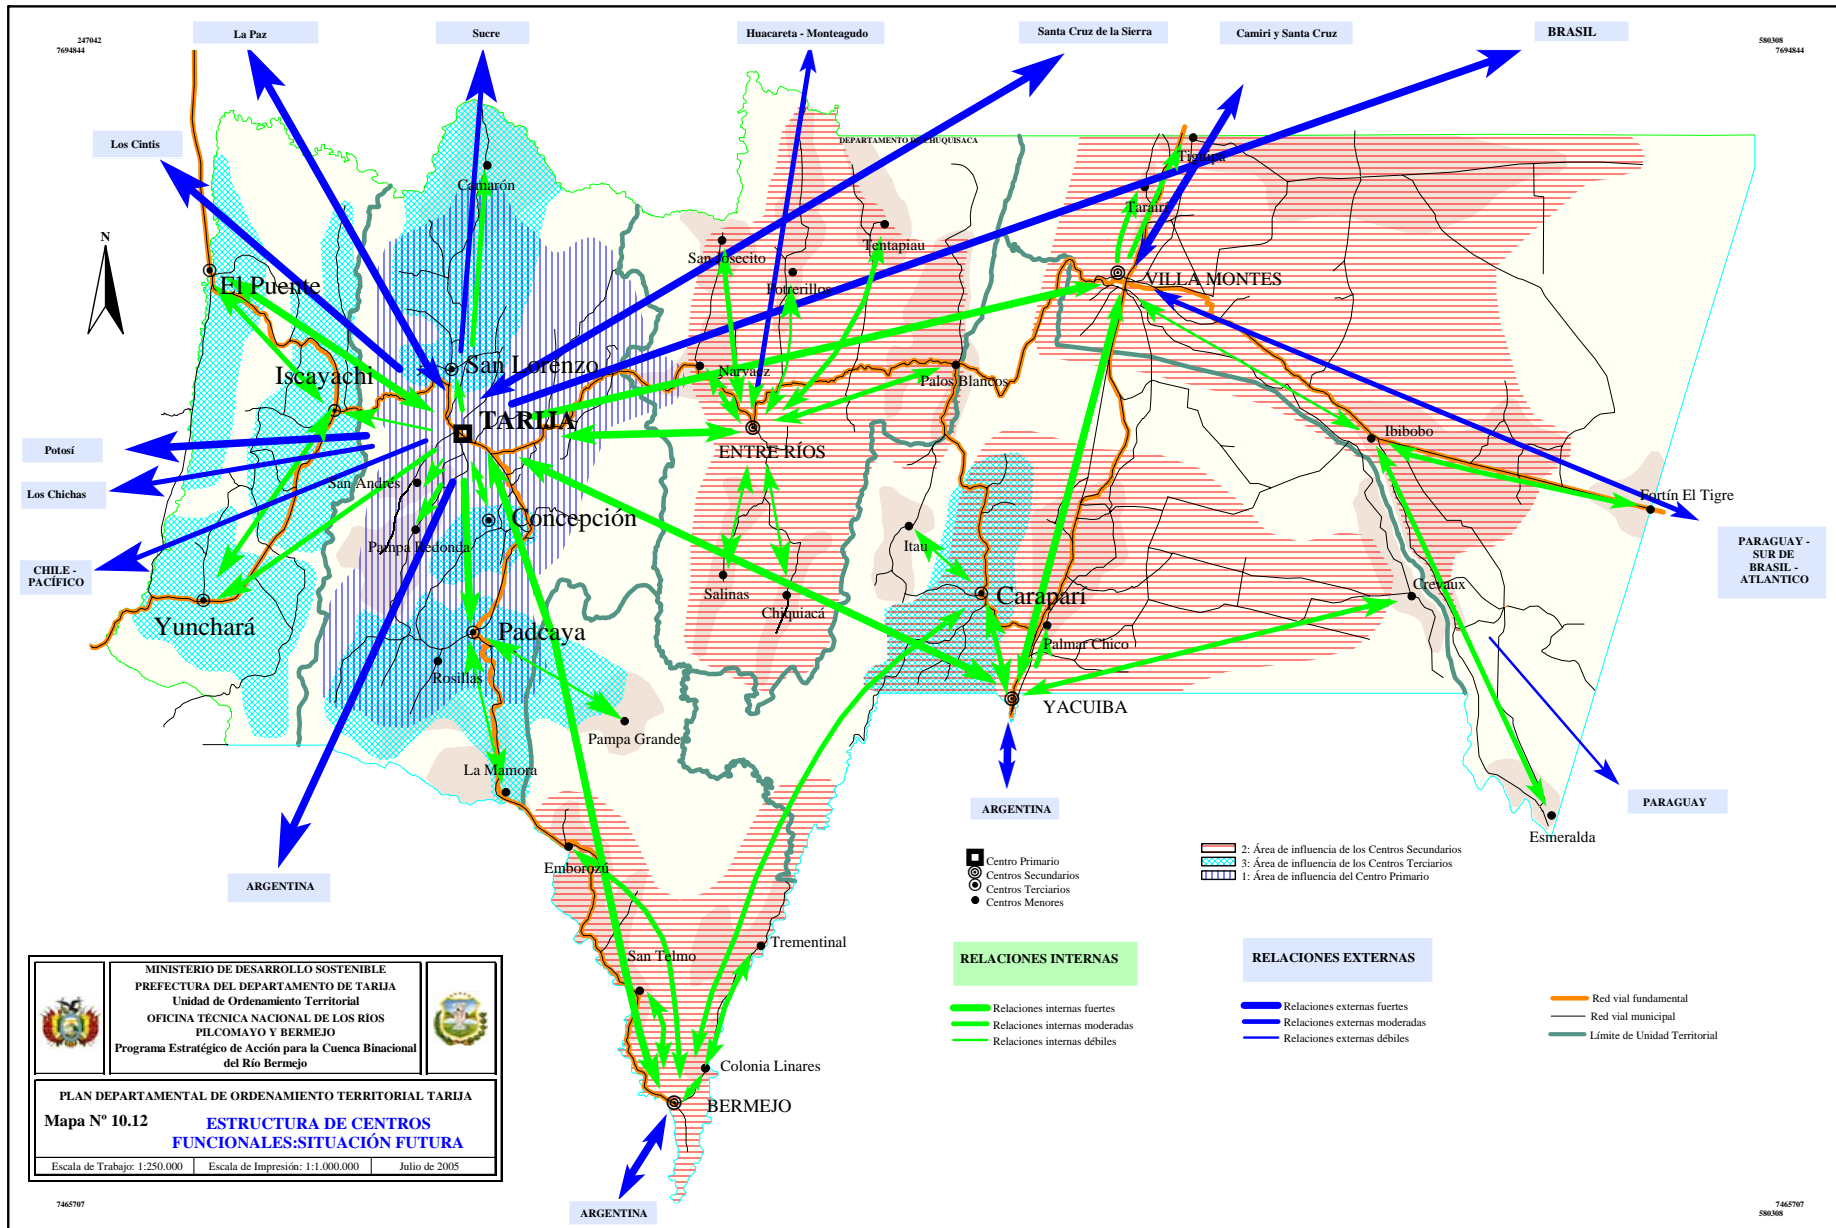 247042
7694844
La Paz
Sucre
Huacareta - Monteagudo
Santa Cruz de la Sierra
Camiri y Santa Cruz
BRASIL
580308
7694844
Los Cintis
DEPARTAMENTO DE CHUQUISACA
Tiguipa
Camarón
Tarairi
N
San Josecito
Tentapiau
El Puente
Potrerillos
VILLA MONTES
San Lorenzo
Iscayachi
Narvaez
Palos Blancos
TARIJA
Ibibobo
Potosí
ENTRE RÍOS
San Andrés
Los Chichas
Fortín El Tigre
Concepción
Pampa Redonda
Itau
PARAGUAY -
SUR DE
BRASIL -
ATLANTICO
CHILE -
PACÍFICO
Salinas
Crevaux
Caraparí
Chiquiacá
Yunchará
Padcaya
Palmar Chico
Rosillas
YACUIBA
Pampa Grande
La Mamora
ARGENTINA
PARAGUAY
Esmeralda
Emborozú
ARGENTINA
Centro Primario
Centros Secundarios
Centros Terciarios
Centros Menores
2: Área de influencia de los Centros Secundarios
3: Área de influencia de los Centros Terciarios
1: Área de influencia del Centro Primario
Trementinal
San Telmo
RELACIONES INTERNAS
Relaciones internas fuertes
Relaciones internas moderadas
Relaciones internas débiles
RELACIONES EXTERNAS
Relaciones externas fuertes
Relaciones externas moderadas
Relaciones externas débiles
Red vial fundamental
Red vial municipal
Límite de Unidad Territorial
Colonia Linares
BERMEJO
ARGENTINA
MINISTERIO DE DESARROLLO SOSTENIBLE
PREFECTURA DEL DEPARTAMENTO DE TARIJA
Unidad de Ordenamiento Territorial
OFICINA TÉCNICA NACIONAL DE LOS RÍOS
PILCOMAYO Y BERMEJO
Programa Estratégico de Acción para la Cuenca Binacional
del Río Bermejo
PLAN DEPARTAMENTAL DE ORDENAMIENTO TERRITORIAL TARIJA
Mapa Nº 10.12
ESTRUCTURA DE CENTROS
FUNCIONALES:SITUACIÓN FUTURA
Escala de Trabajo: 1:250.000
Escala de Impresión: 1:1.000.000
Julio de 2005
7465707
7465707
580308